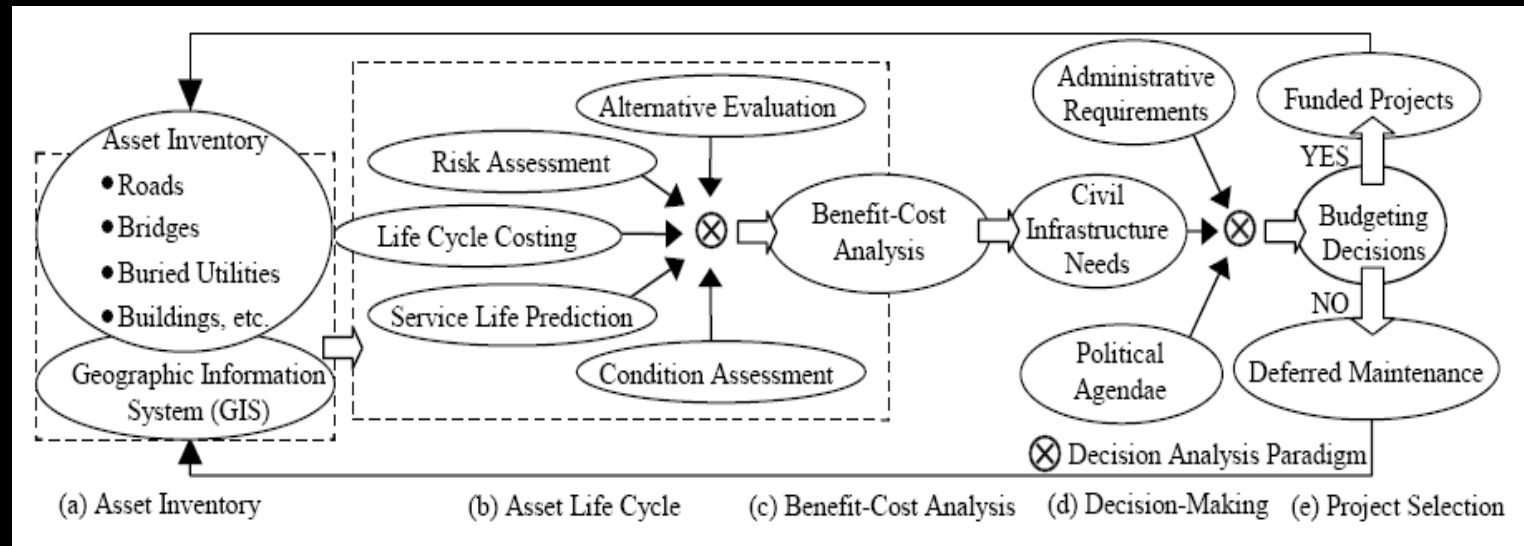 Asset Inventory
• Roads
• Bridges
• Buried Utilities
• Buildings, etc.
Geographic Information
System (GIS)
Alternative Evaluation
Risk Assessment
Life Cycle Costing
Service Life Prediction
Condition Assessment
Benefit-Cost
Analysis
Administrative
Requirements
Civil
Infrastructure
Needs
Political
Agendae
Funded Projects
YES
Budgeting
Decisions
NO
Deferred Maintenance
Decision Analysis Paradigm
(a) Asset Inventory
(b) Asset Life Cycle
(c) Benefit-Cost Analysis
(d) Decision-Making
(e) Project Selection